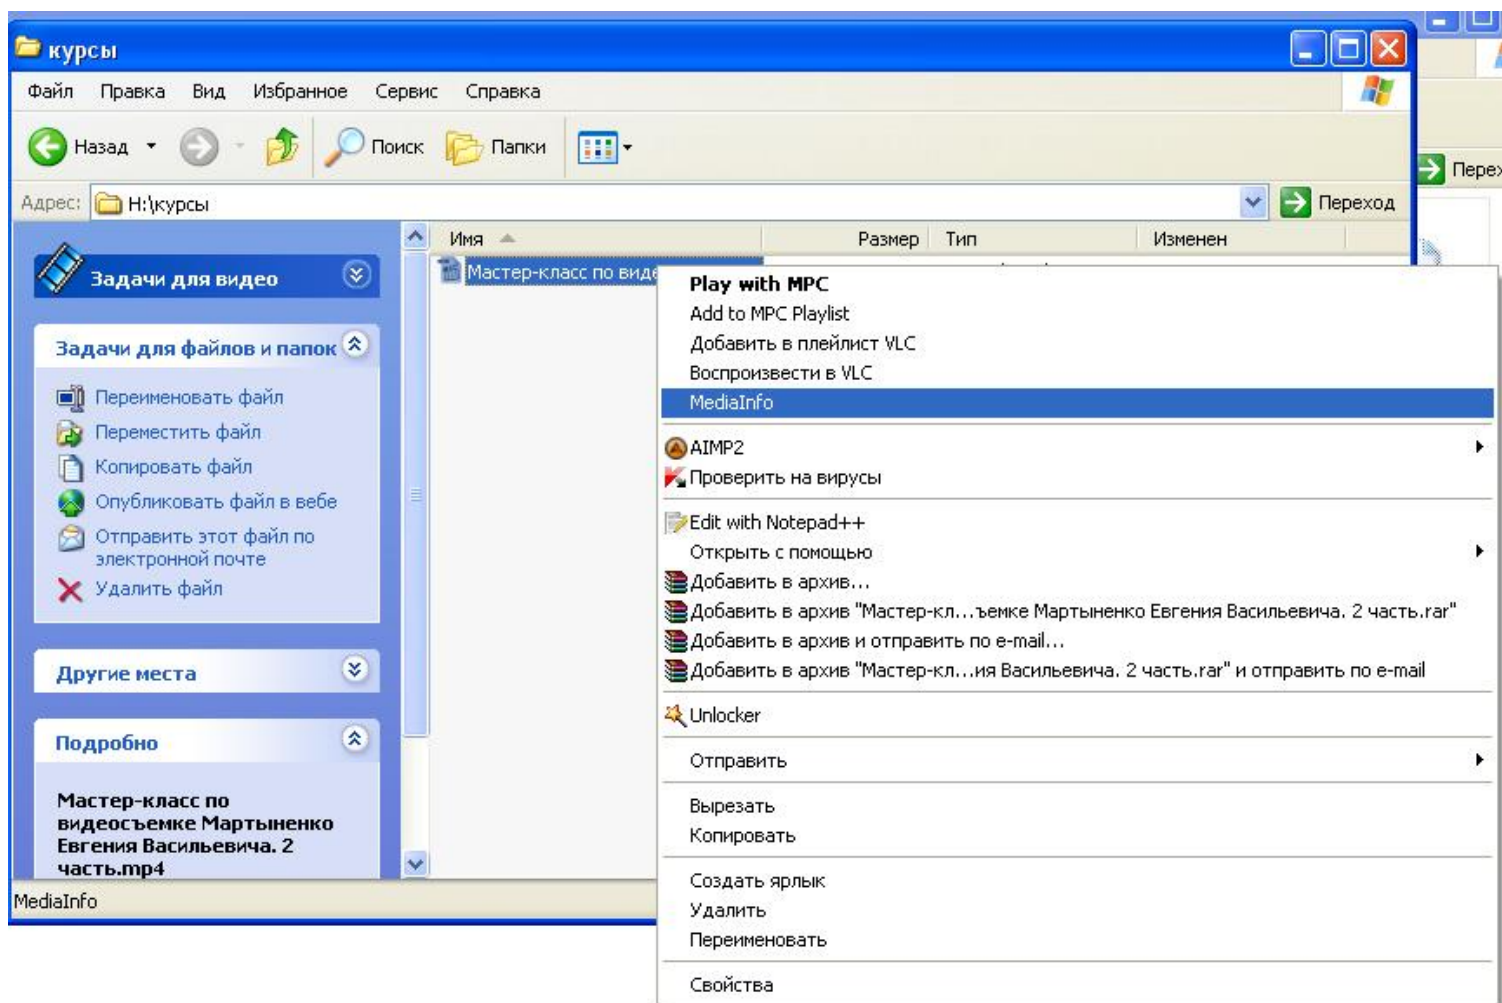 курсы
Файл Правка Вид Избранное Сервис Справка
Назад Поиск Папки
Адрес: H:\курсы Переход
Перех
Имя Размер Тип Изменен
Задачи для видео
Мастер-класс по виде
Задачи для файлов и папок
Переименовать файл
Переместить файл
Копировать файл
Опубликовать файл в вебе
Отправить этот файл по
электронной почте
Удалить файл
Другие места
Подробно
Мастер-класс по
видеосъемке Мартыненко
Евгения Васильевича. 2
часть.mp4
MediaInfo
Play with MPC
Add to MPC Playlist
Добавить в плейлист VLC
Воспроизвести в VLC
MediaInfo
AIMP2
Проверить на вирусы
Edit with Notepad++
Открыть с помощью
Добавить в архив...
Добавить в архив "Мастер-кл...ъемке Мартыненко Евгения Васильевича. 2 часть.rar"
Добавить в архив и отправить по e-mail...
Добавить в архив "Мастер-кл...ия Васильевича. 2 часть.rar" и отправить по e-mail
Unlocker
Отправить
Вырезать
Копировать
Создать ярлык
Удалить
Переименовать
Свойства